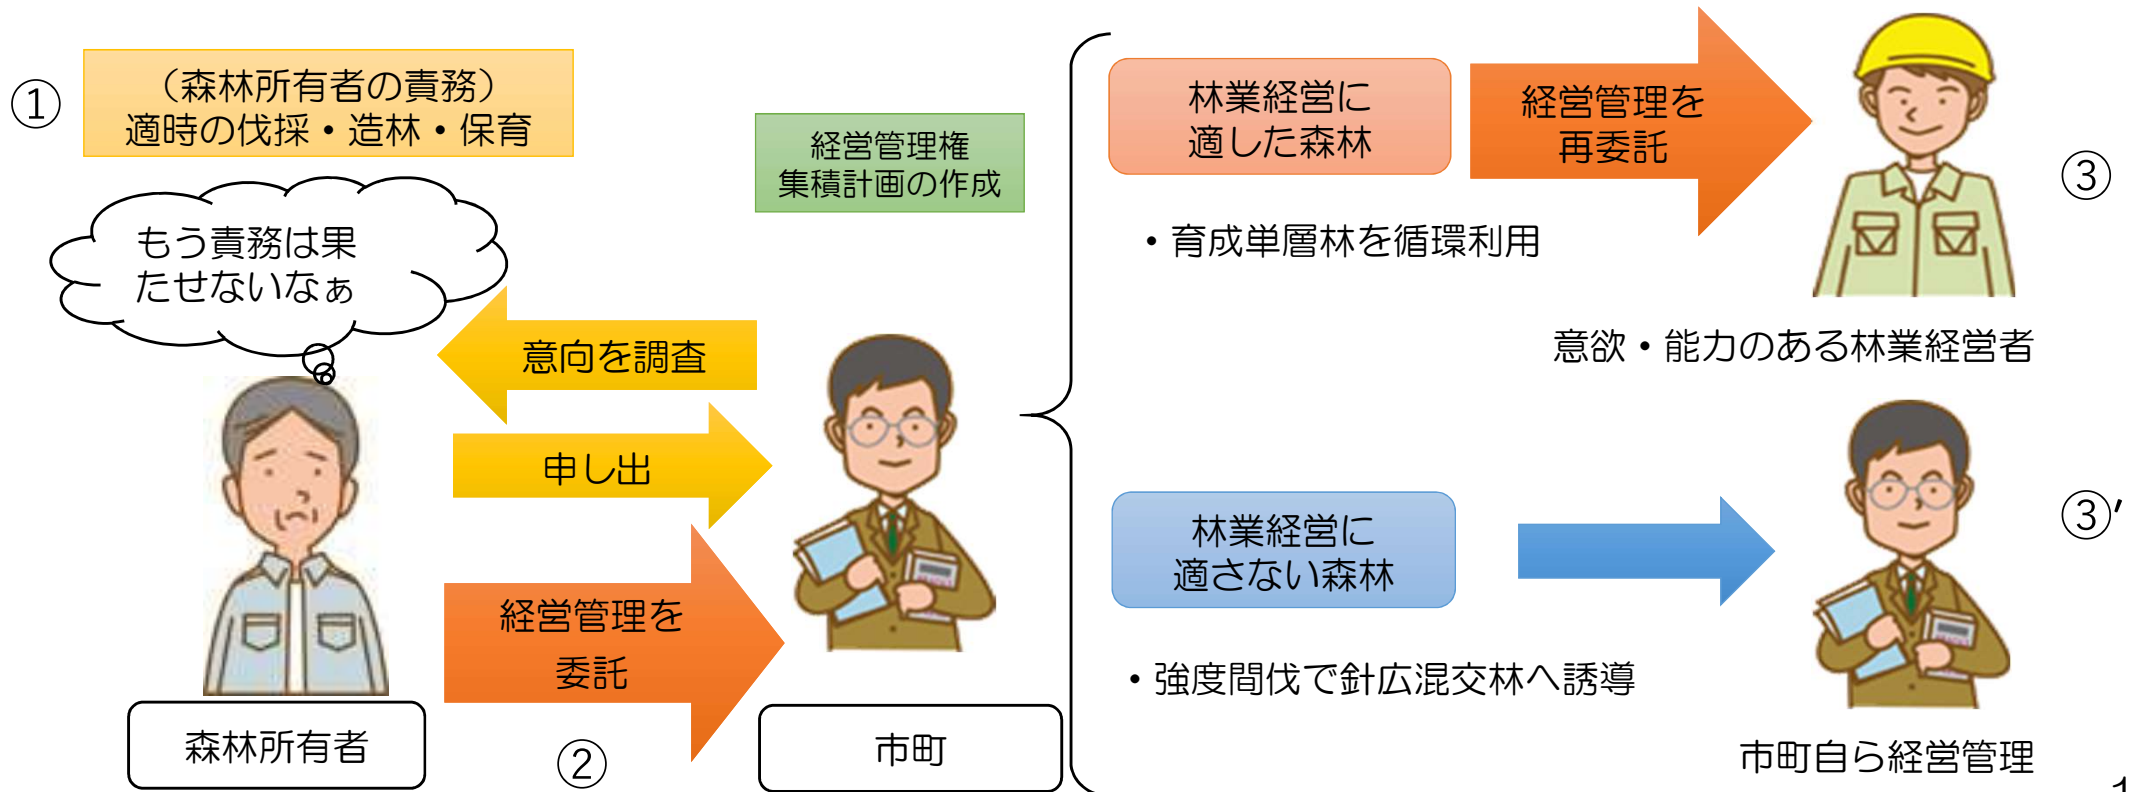 ①
（森林所有者の責務）
適時の伐採・造林・保育
もう責務は果
たせないなぁ
意向を調査
申し出
経営管理を
委託
森林所有者
②
経営管理権
集積計画の作成
市町
林業経営に
適した森林
経営管理を
再委託
③
・育成単層林を循環利用
意欲・能力のある林業経営者
林業経営に
適さない森林
③′
・強度間伐で針広混交林へ誘導
市町自ら経営管理
1